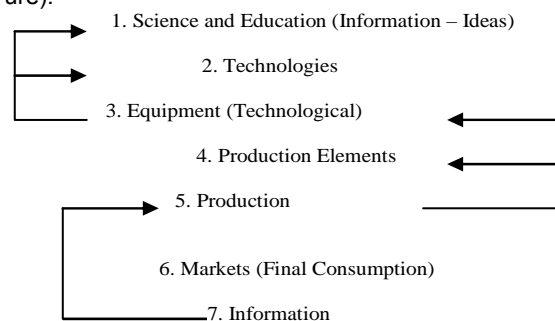 ure).
1. Science and Education (Information – Ideas)
2. Technologies
3. Equipment (Technological)
4. Production Elements
5. Production
6. Markets (Final Consumption)
7. Information